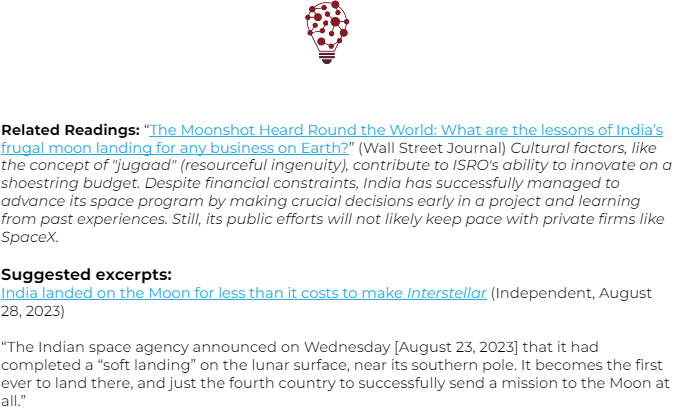 Related Readings: “The Moonshot Heard Round the World: What are the lessons of India’s
frugal moon landing for any business on Earth?” (Wall Street Journal) Cultural factors, like
the concept of "jugaad" (resourceful ingenuity), contribute to ISRO's ability to innovate on a
shoestring budget. Despite financial constraints, India has successfully managed to
advance its space program by making crucial decisions early in a project and learning
from past experiences. Still, its public efforts will not likely keep pace with private firms like
SpaceX.
Suggested excerpts:
India landed on the Moon for less than it costs to make Interstellar (Independent, August
28, 2023)
“The Indian space agency announced on Wednesday [August 23, 2023] that it had
completed a “soft landing” on the lunar surface, near its southern pole. It becomes the first
ever to land there, and just the fourth country to successfully send a mission to the Moon at
all.”